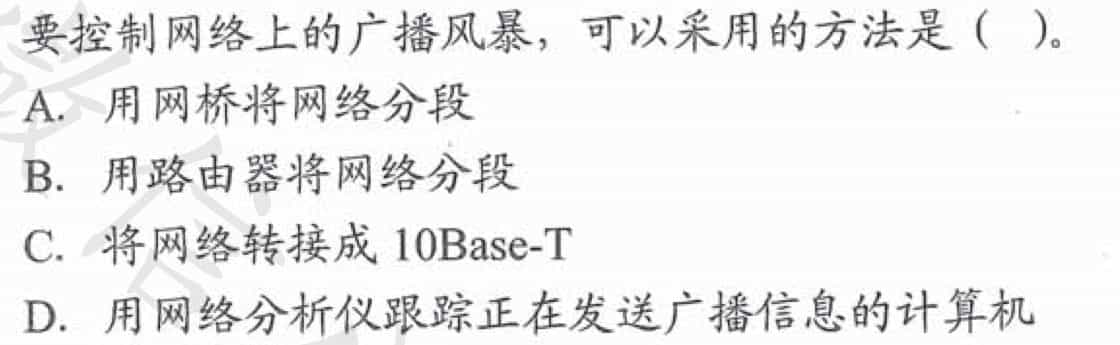 要控制网络上的广播风暴，可以采用的方法是（ ）。
A. 用网桥将网络分段
B. 用路由器将网络分段
C. 将网络转接成 10Base-T
D. 用网络分析仪跟踪正在发送广播信息的计算机